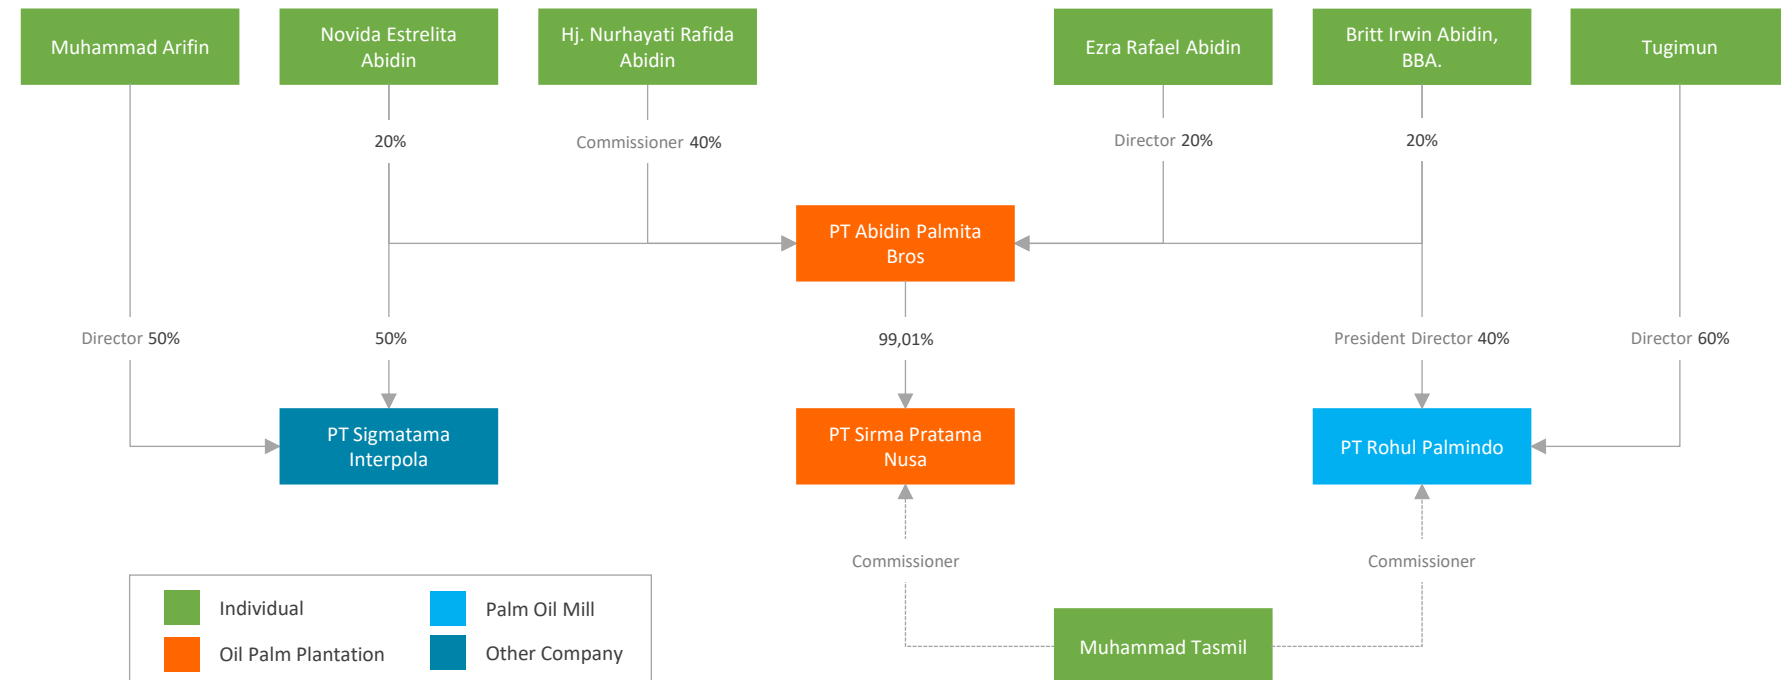 Muhammad Arifin
Novida Estrelita
Abidin
Hj. Nurhayati Rafida
Abidin
Ezra Rafael Abidin
Britt Irwin Abidin,
BBA.
Tugimun
20%
Commissioner 40%
Director 20%
20%
PT Abidin Palmita
Bros
Director 50%
50%
99,01%
President Director 40%
Director 60%
PT Sigmatama
Interpola
PT Sirma Pratama
Nusa
PT Rohul Palmindo
Commissioner
Commissioner
Muhammad Tasmil
Individual
Palm Oil Mill
Oil Palm Plantation
Other Company